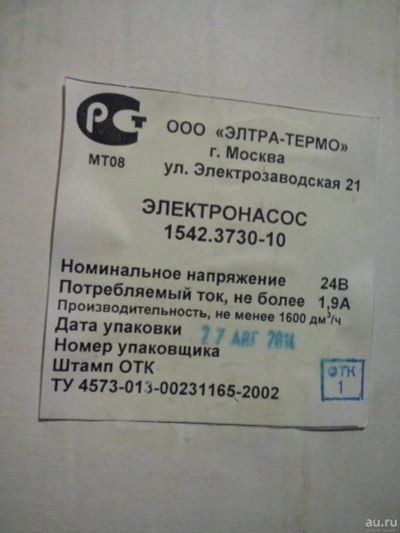 РСТ
МТ08
ООО «ЭЛТРА-ТЕРМО»
г. Москва
ул. Электрозаводская 21
ЭЛЕКТРОНАСОС
1542.3730-10
Номинальное напряжение 24В
Потребляемый ток, не более 1,9А
Производительность, не менее 1600 дм³/ч
Дата упаковки 27 АВГ 2014
Номер упаковщика
Штамп ОТК
ОТК
1
ТУ 4573-013-00231165-2002
au.ru